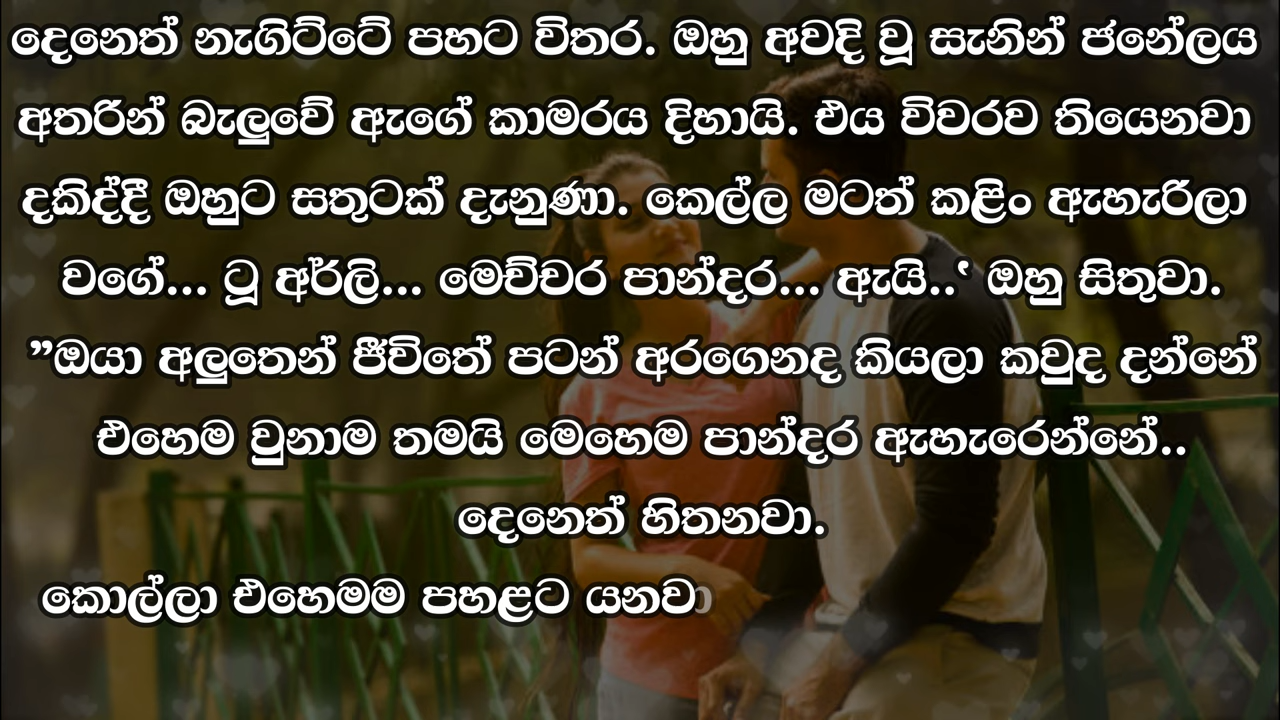 දෙනෙත් නැගිට්ටේ පහට විතර. ඔහු අවදි වූ සැනින් ජනේලය
අතරින් බැලුවේ ඇගේ කාමරය දිහායි. එය විවරව තියෙනවා
දකිද්දී ඔහුට සතුටක් දැනුණා. කෙල්ල මටත් කළිං ඇහැරිලා
වගේ... ටූ අර්ලි... මෙච්චර පාන්දර... ඇයි..‘ ඔහු සිතුවා.
”ඔයා අලුතෙන් ජීවිතේ පටන් අරගෙනද කියලා කවුද දන්නේ
එහෙම වුනාම තමයි මෙහෙම පාන්දර ඇහැරෙන්නේ..
දෙනෙත් හිතනවා.
කොල්ලා එහෙමම පහළට යනවා